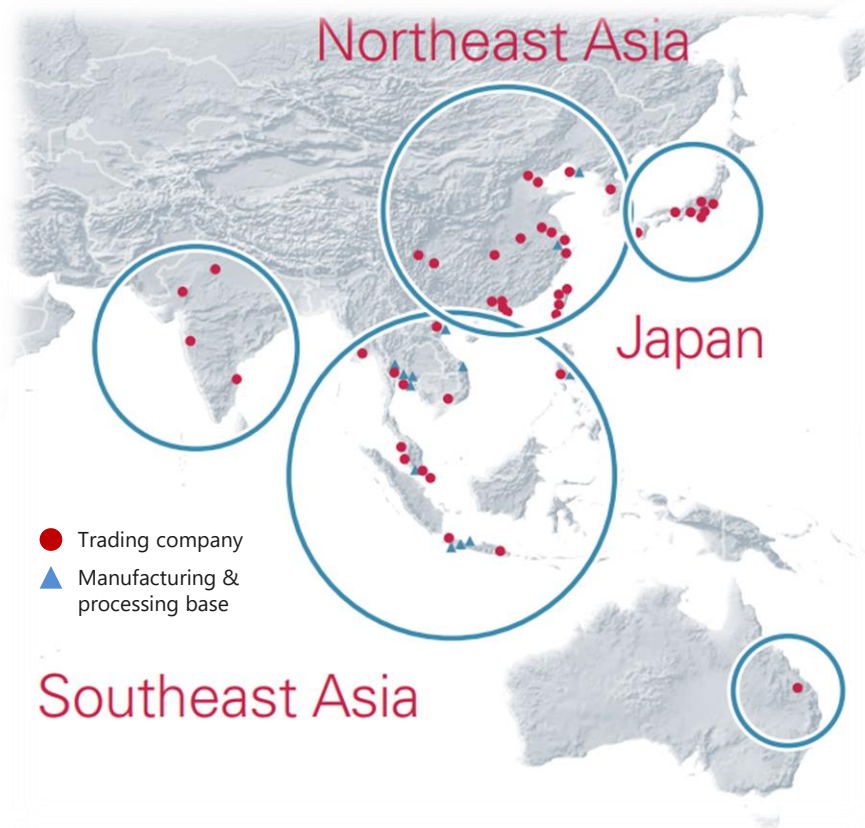 Northeast Asia
Japan
Trading company
Manufacturing &
processing base
Southeast Asia